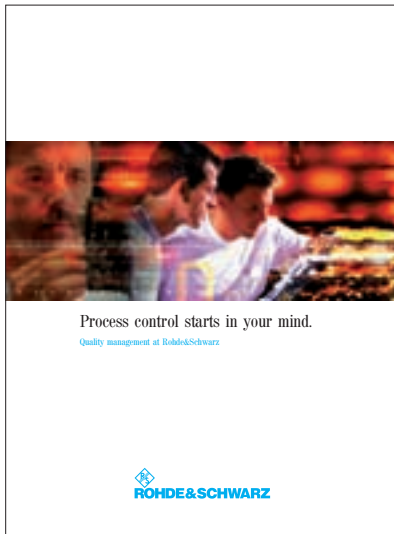 Process control starts in your mind.
Quality management at Rohde&Schwarz
ROHDE&SCHWARZ